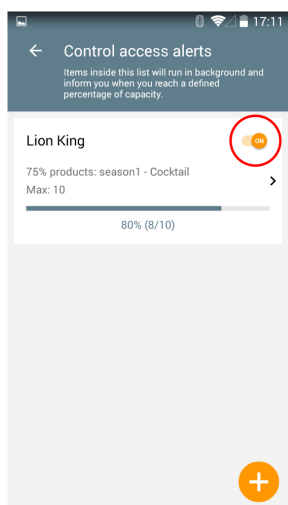 17:11
Control access alerts
Items inside this list will run in background and
inform you when you reach a defined
percentage of capacity.
Lion King
ON
75% products: season1 - Cocktail
Max: 10
80% (8/10)